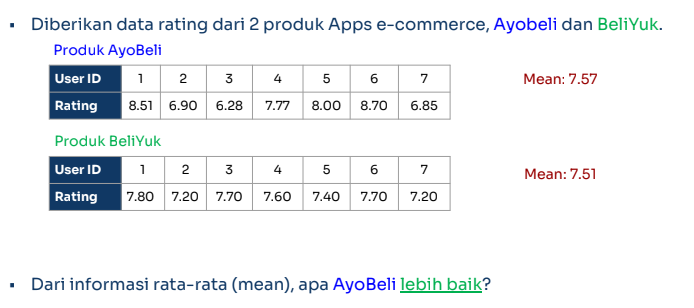 ▪ Diberikan data rating dari 2 produk Apps e-commerce, Ayobeli dan BeliYuk.
Produk AyoBeli
User ID 1 2 3 4 5 6 7
Rating 8.51 6.90 6.28 7.77 8.00 8.70 6.85
Mean: 7.57
Produk BeliYuk
User ID 1 2 3 4 5 6 7
Rating 7.80 7.20 7.70 7.60 7.40 7.70 7.20
Mean: 7.51
▪ Dari informasi rata-rata (mean), apa AyoBeli lebih baik?